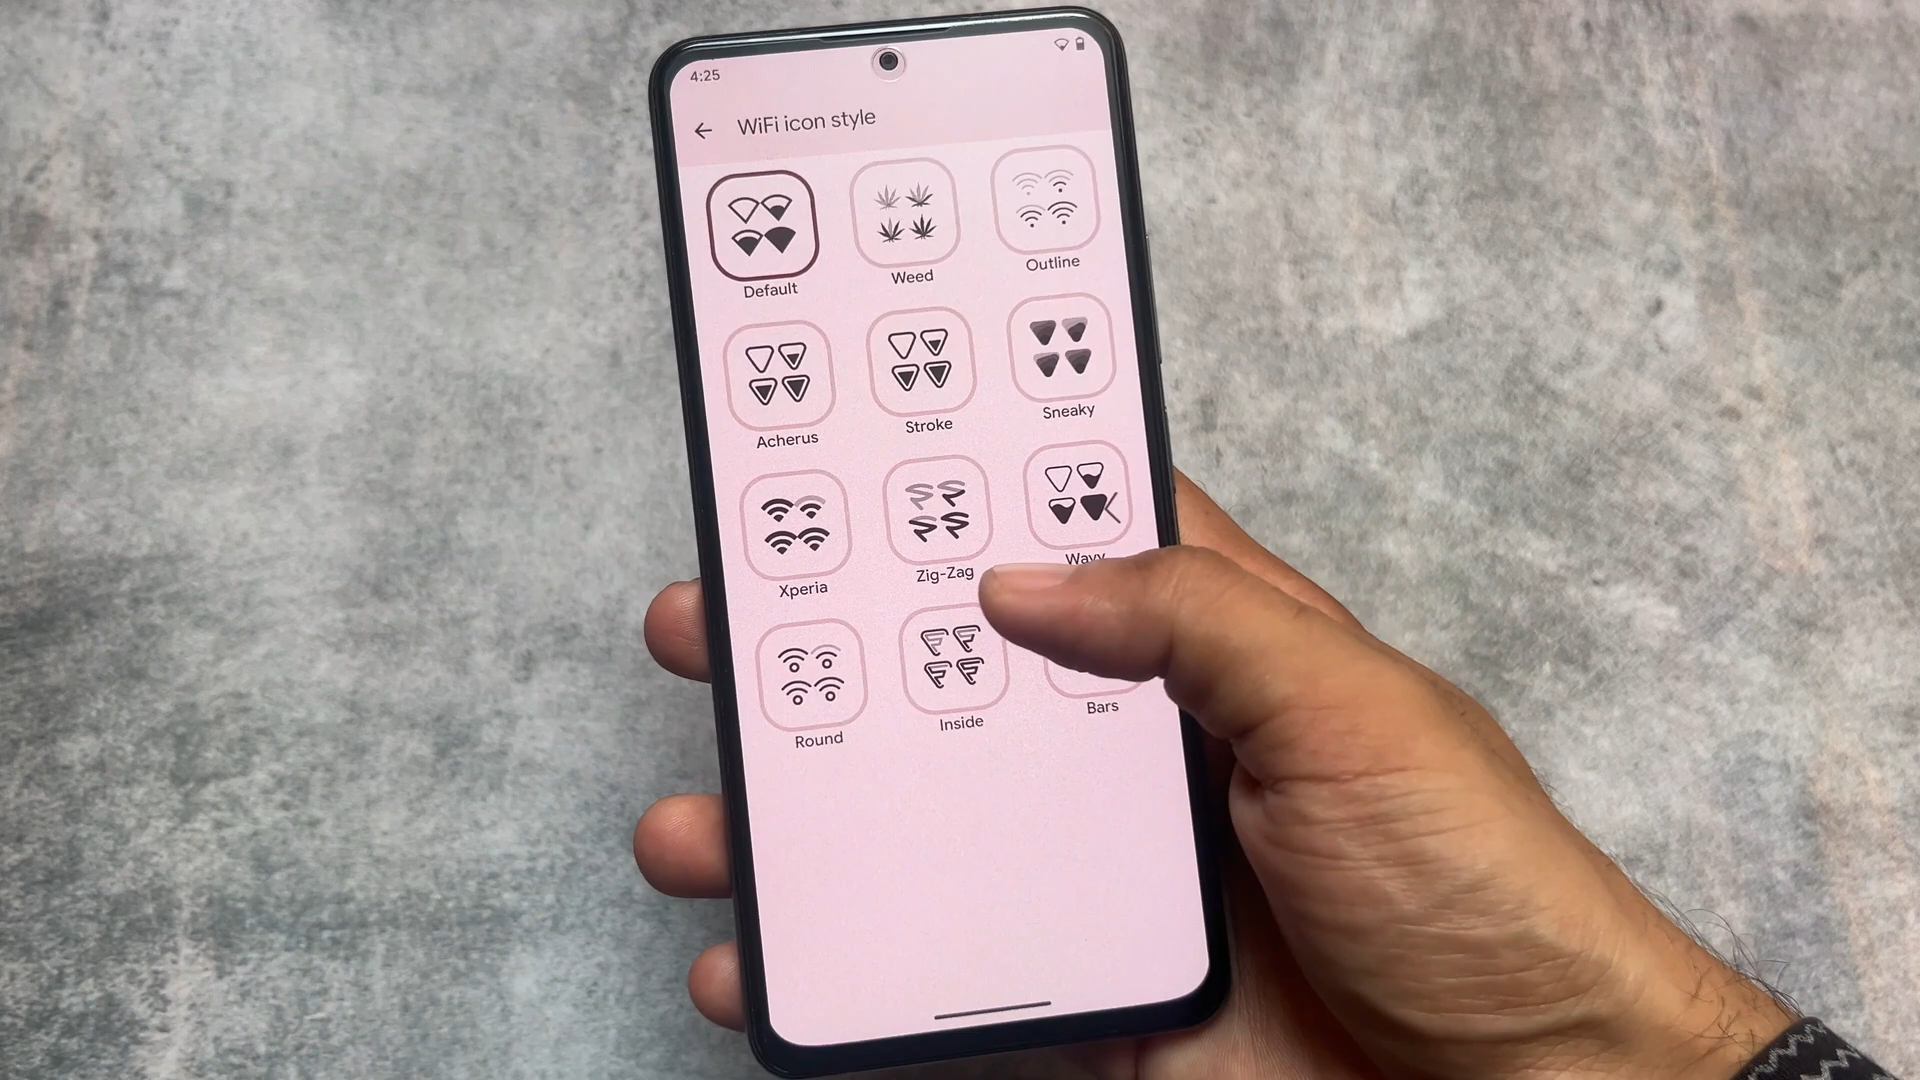 4:25
WiFi icon style
Default
Weed
Outline
Acherus
Stroke
Sneaky
Xperia
Zig-Zag
Wavy
Round
Inside
Bars